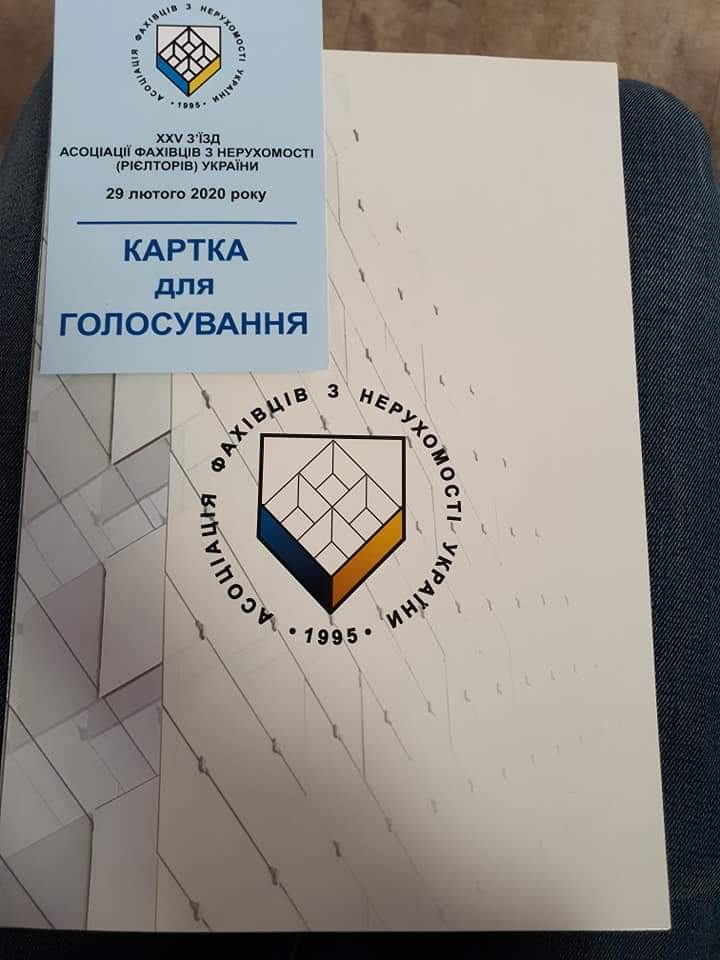 АСОЦІАЦІЯ ФАХІВЦІВ З НЕРУХОМОСТІ УКРАЇНИ
• 1995 •
XXV З'ЇЗД
АСОЦІАЦІЇ ФАХІВЦІВ З НЕРУХОМОСТІ
(РІЄЛТОРІВ) УКРАЇНИ
29 лютого 2020 року
КАРТКА
для
ГОЛОСУВАННЯ
АСОЦІАЦІЯ ФАХІВЦІВ З НЕРУХОМОСТІ УКРАЇНИ
• 1995 •